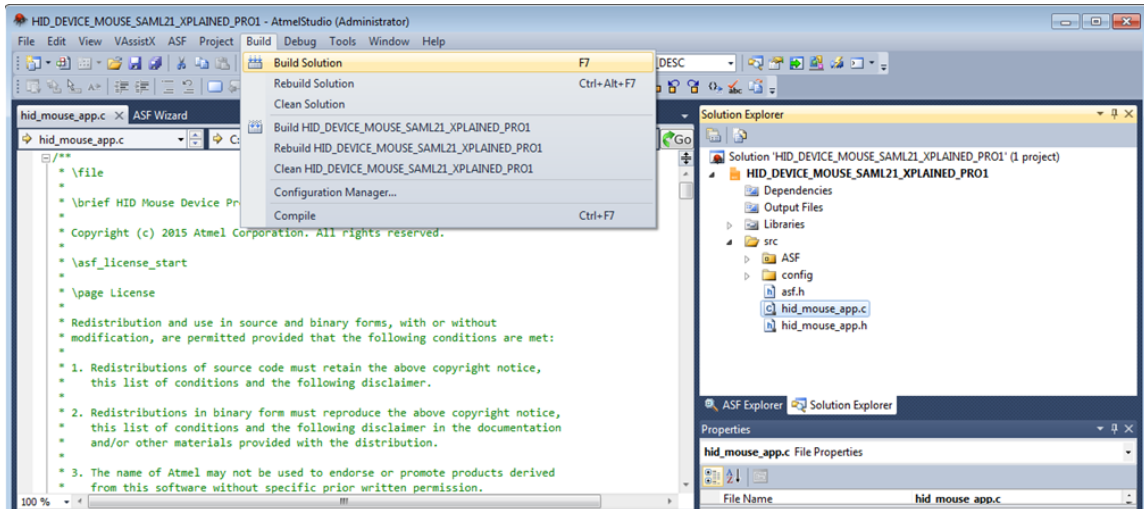 HID_DEVICE_MOUSE_SAML21_XPLAINED_PRO1 - AtmelStudio (Administrator)
File Edit View VAssistX ASF Project Build Debug Tools Window Help
Build Solution F7
Rebuild Solution Ctrl+Alt+F7
Clean Solution
Build HID_DEVICE_MOUSE_SAML21_XPLAINED_PRO1
Rebuild HID_DEVICE_MOUSE_SAML21_XPLAINED_PRO1
Clean HID_DEVICE_MOUSE_SAML21_XPLAINED_PRO1
Configuration Manager...
Compile Ctrl+F7
_DESC
hid_mouse_app.c ASF Wizard
hid_mouse_app.c C: Go
/**
* \file
*
* \brief HID Mouse Device Pr
*
* Copyright (c) 2015 Atmel Corporation. All rights reserved.
*
* \asf_license_start
*
* \page License
*
* Redistribution and use in source and binary forms, with or without
* modification, are permitted provided that the following conditions are met:
*
* 1. Redistributions of source code must retain the above copyright notice,
* this list of conditions and the following disclaimer.
*
* 2. Redistributions in binary form must reproduce the above copyright notice,
* this list of conditions and the following disclaimer in the documentation
* and/or other materials provided with the distribution.
*
* 3. The name of Atmel may not be used to endorse or promote products derived
* from this software without specific prior written permission.
100 %
Solution Explorer
Solution 'HID_DEVICE_MOUSE_SAML21_XPLAINED_PRO1' (1 project)
HID_DEVICE_MOUSE_SAML21_XPLAINED_PRO1
Dependencies
Output Files
Libraries
src
ASF
config
asf.h
hid_mouse_app.c
hid_mouse_app.h
ASF Explorer Solution Explorer
Properties
hid_mouse_app.c File Properties
File Name hid_mouse_app.c